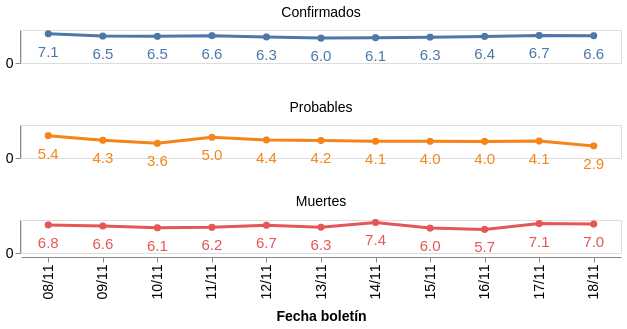 Confirmados
0
7.1 6.5 6.5 6.6 6.3 6.0 6.1 6.3 6.4 6.7 6.6
Probables
0
5.4 4.3 3.6 5.0 4.4 4.2 4.1 4.0 4.0 4.1 2.9
Muertes
0
6.8 6.6 6.1 6.2 6.7 6.3 7.4 6.0 5.7 7.1 7.0
08/11 09/11 10/11 11/11 12/11 13/11 14/11 15/11 16/11 17/11 18/11
Fecha boletín